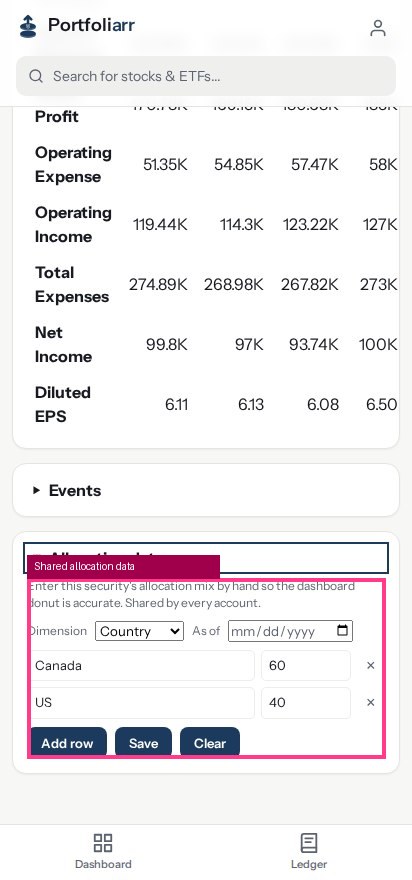 Portfoliarr
Search for stocks & ETFs...
Profit
Operating Expense 51.35K 54.85K 57.47K 58K
Operating Income 119.44K 114.3K 123.22K 127K
Total Expenses 274.89K 268.98K 267.82K 273K
Net Income 99.8K 97K 93.74K 100K
Diluted EPS 6.11 6.13 6.08 6.50
Events
Shared allocation data
Enter this security's allocation mix by hand so the dashboard
donut is accurate. Shared by every account.
Dimension Country As of mm/dd/yyyy
Canada 60 ×
US 40 ×
Add row Save Clear
Dashboard Ledger